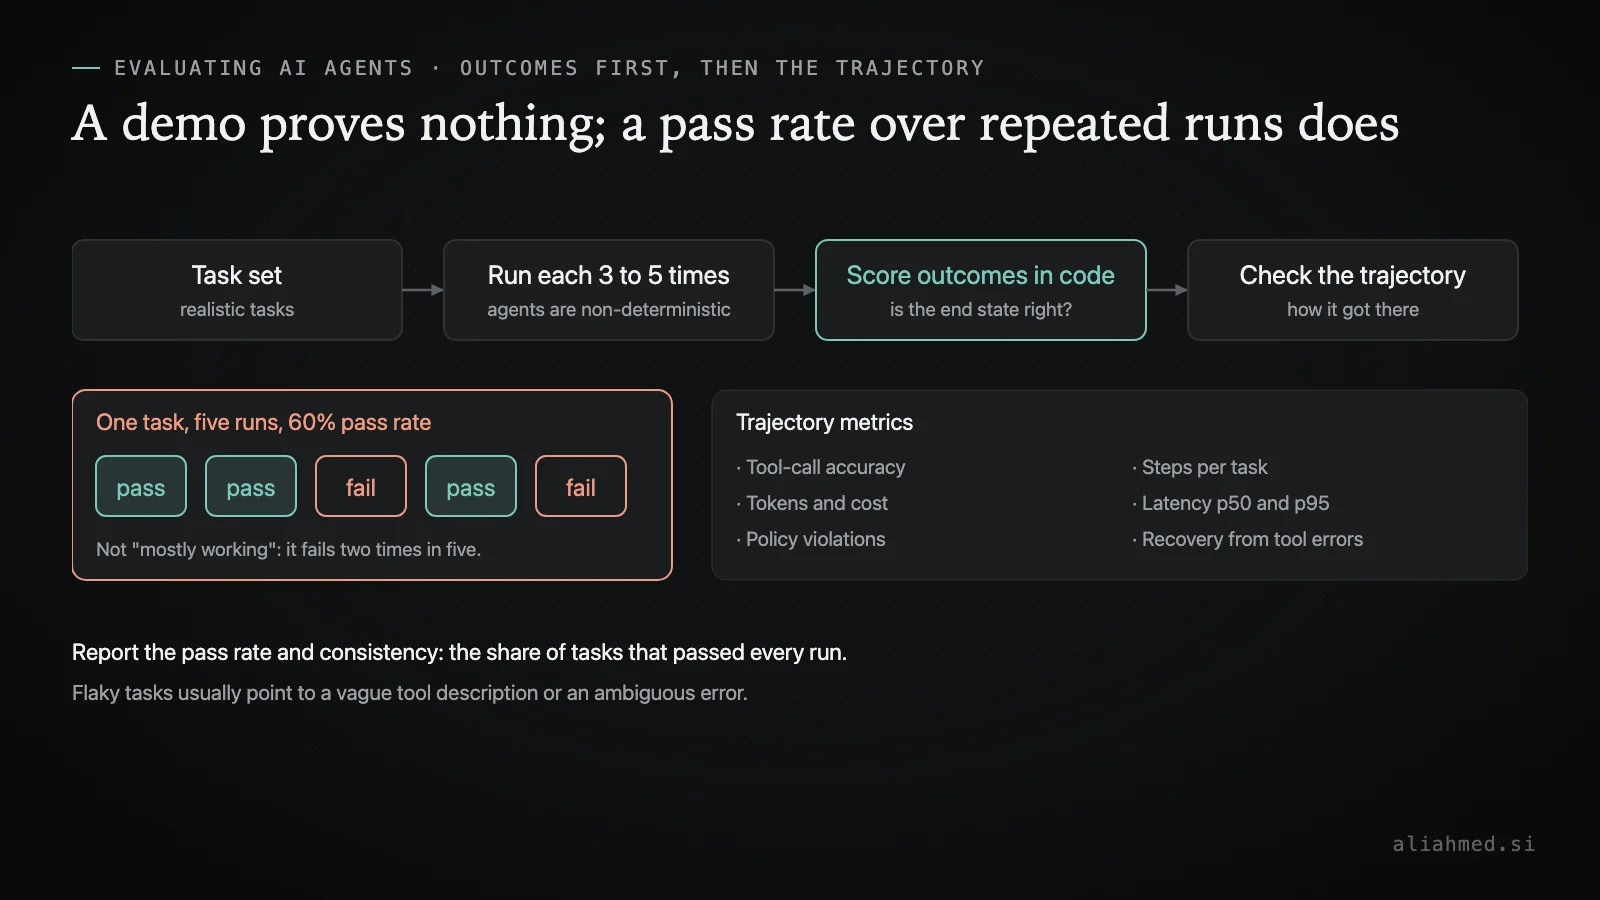 EVALUATING AI AGENTS · OUTCOMES FIRST, THEN THE TRAJECTORY
A demo proves nothing; a pass rate over repeated runs does
Task set
realistic tasks
Run each 3 to 5 times
agents are non-deterministic
Score outcomes in code
is the end state right?
Check the trajectory
how it got there
One task, five runs, 60% pass rate
pass
pass
fail
pass
fail
Not "mostly working": it fails two times in five.
Trajectory metrics
· Tool-call accuracy
· Tokens and cost
· Policy violations
· Steps per task
· Latency p50 and p95
· Recovery from tool errors
Report the pass rate and consistency: the share of tasks that passed every run.
Flaky tasks usually point to a vague tool description or an ambiguous error.
aliahmed.si